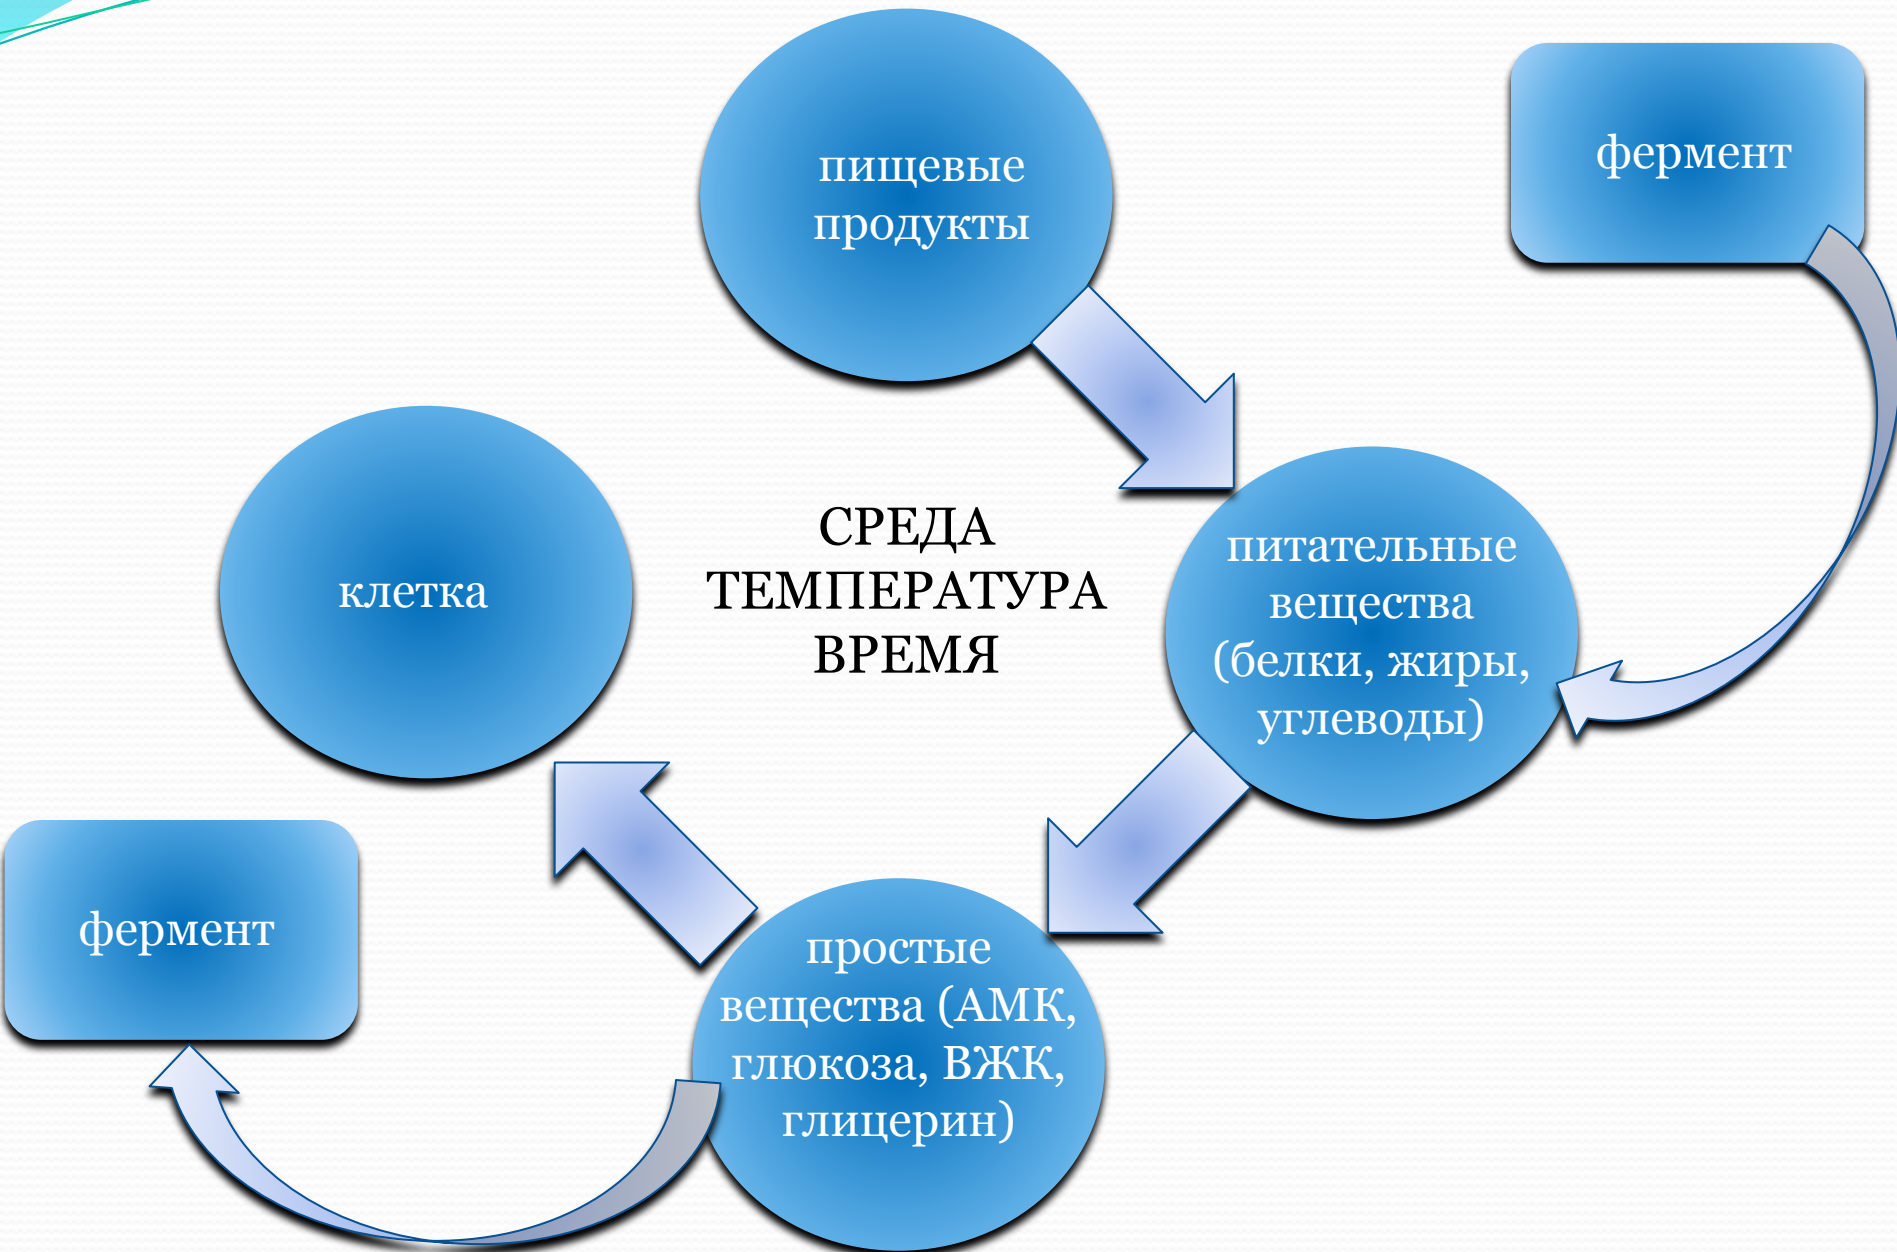 пищевые
продукты
фермент
клетка
СРЕДА
ТЕМПЕРАТУРА
ВРЕМЯ
питательные
вещества
(белки, жиры,
углеводы)
фермент
простые
вещества (АМК,
глюкоза, ВЖК,
глицерин)